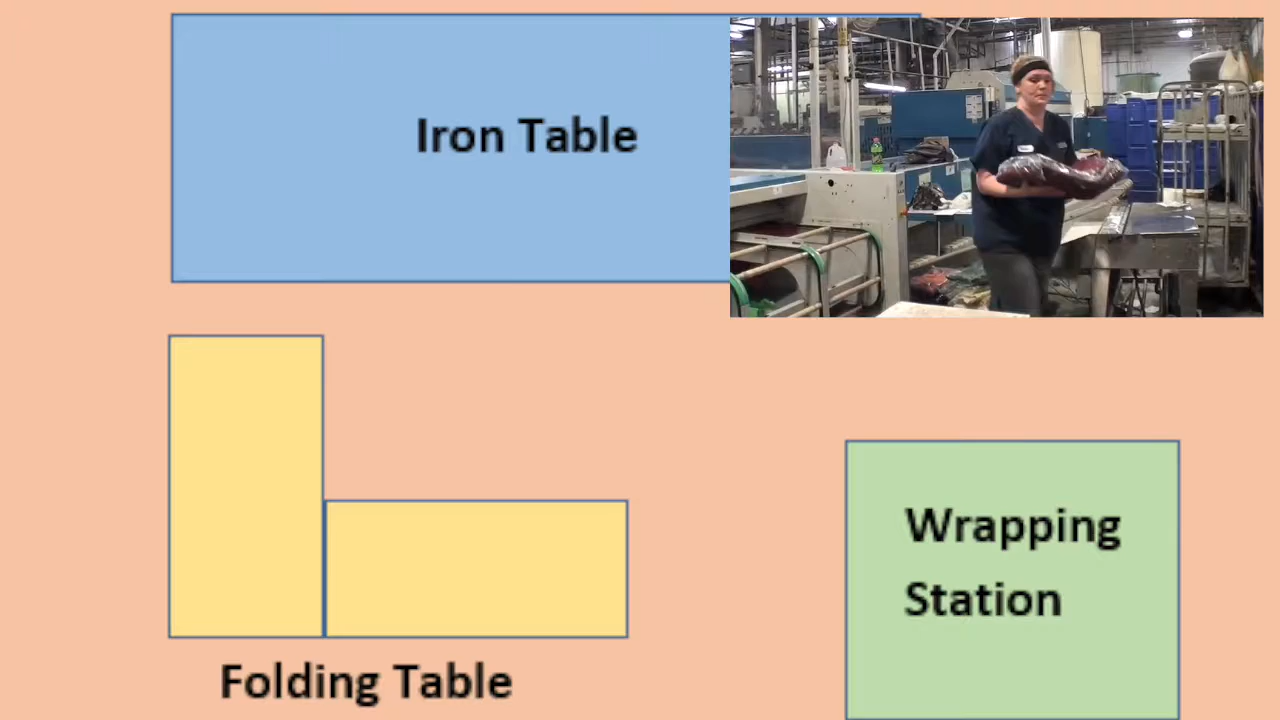 Iron Table
Wrapping
Station
Folding Table